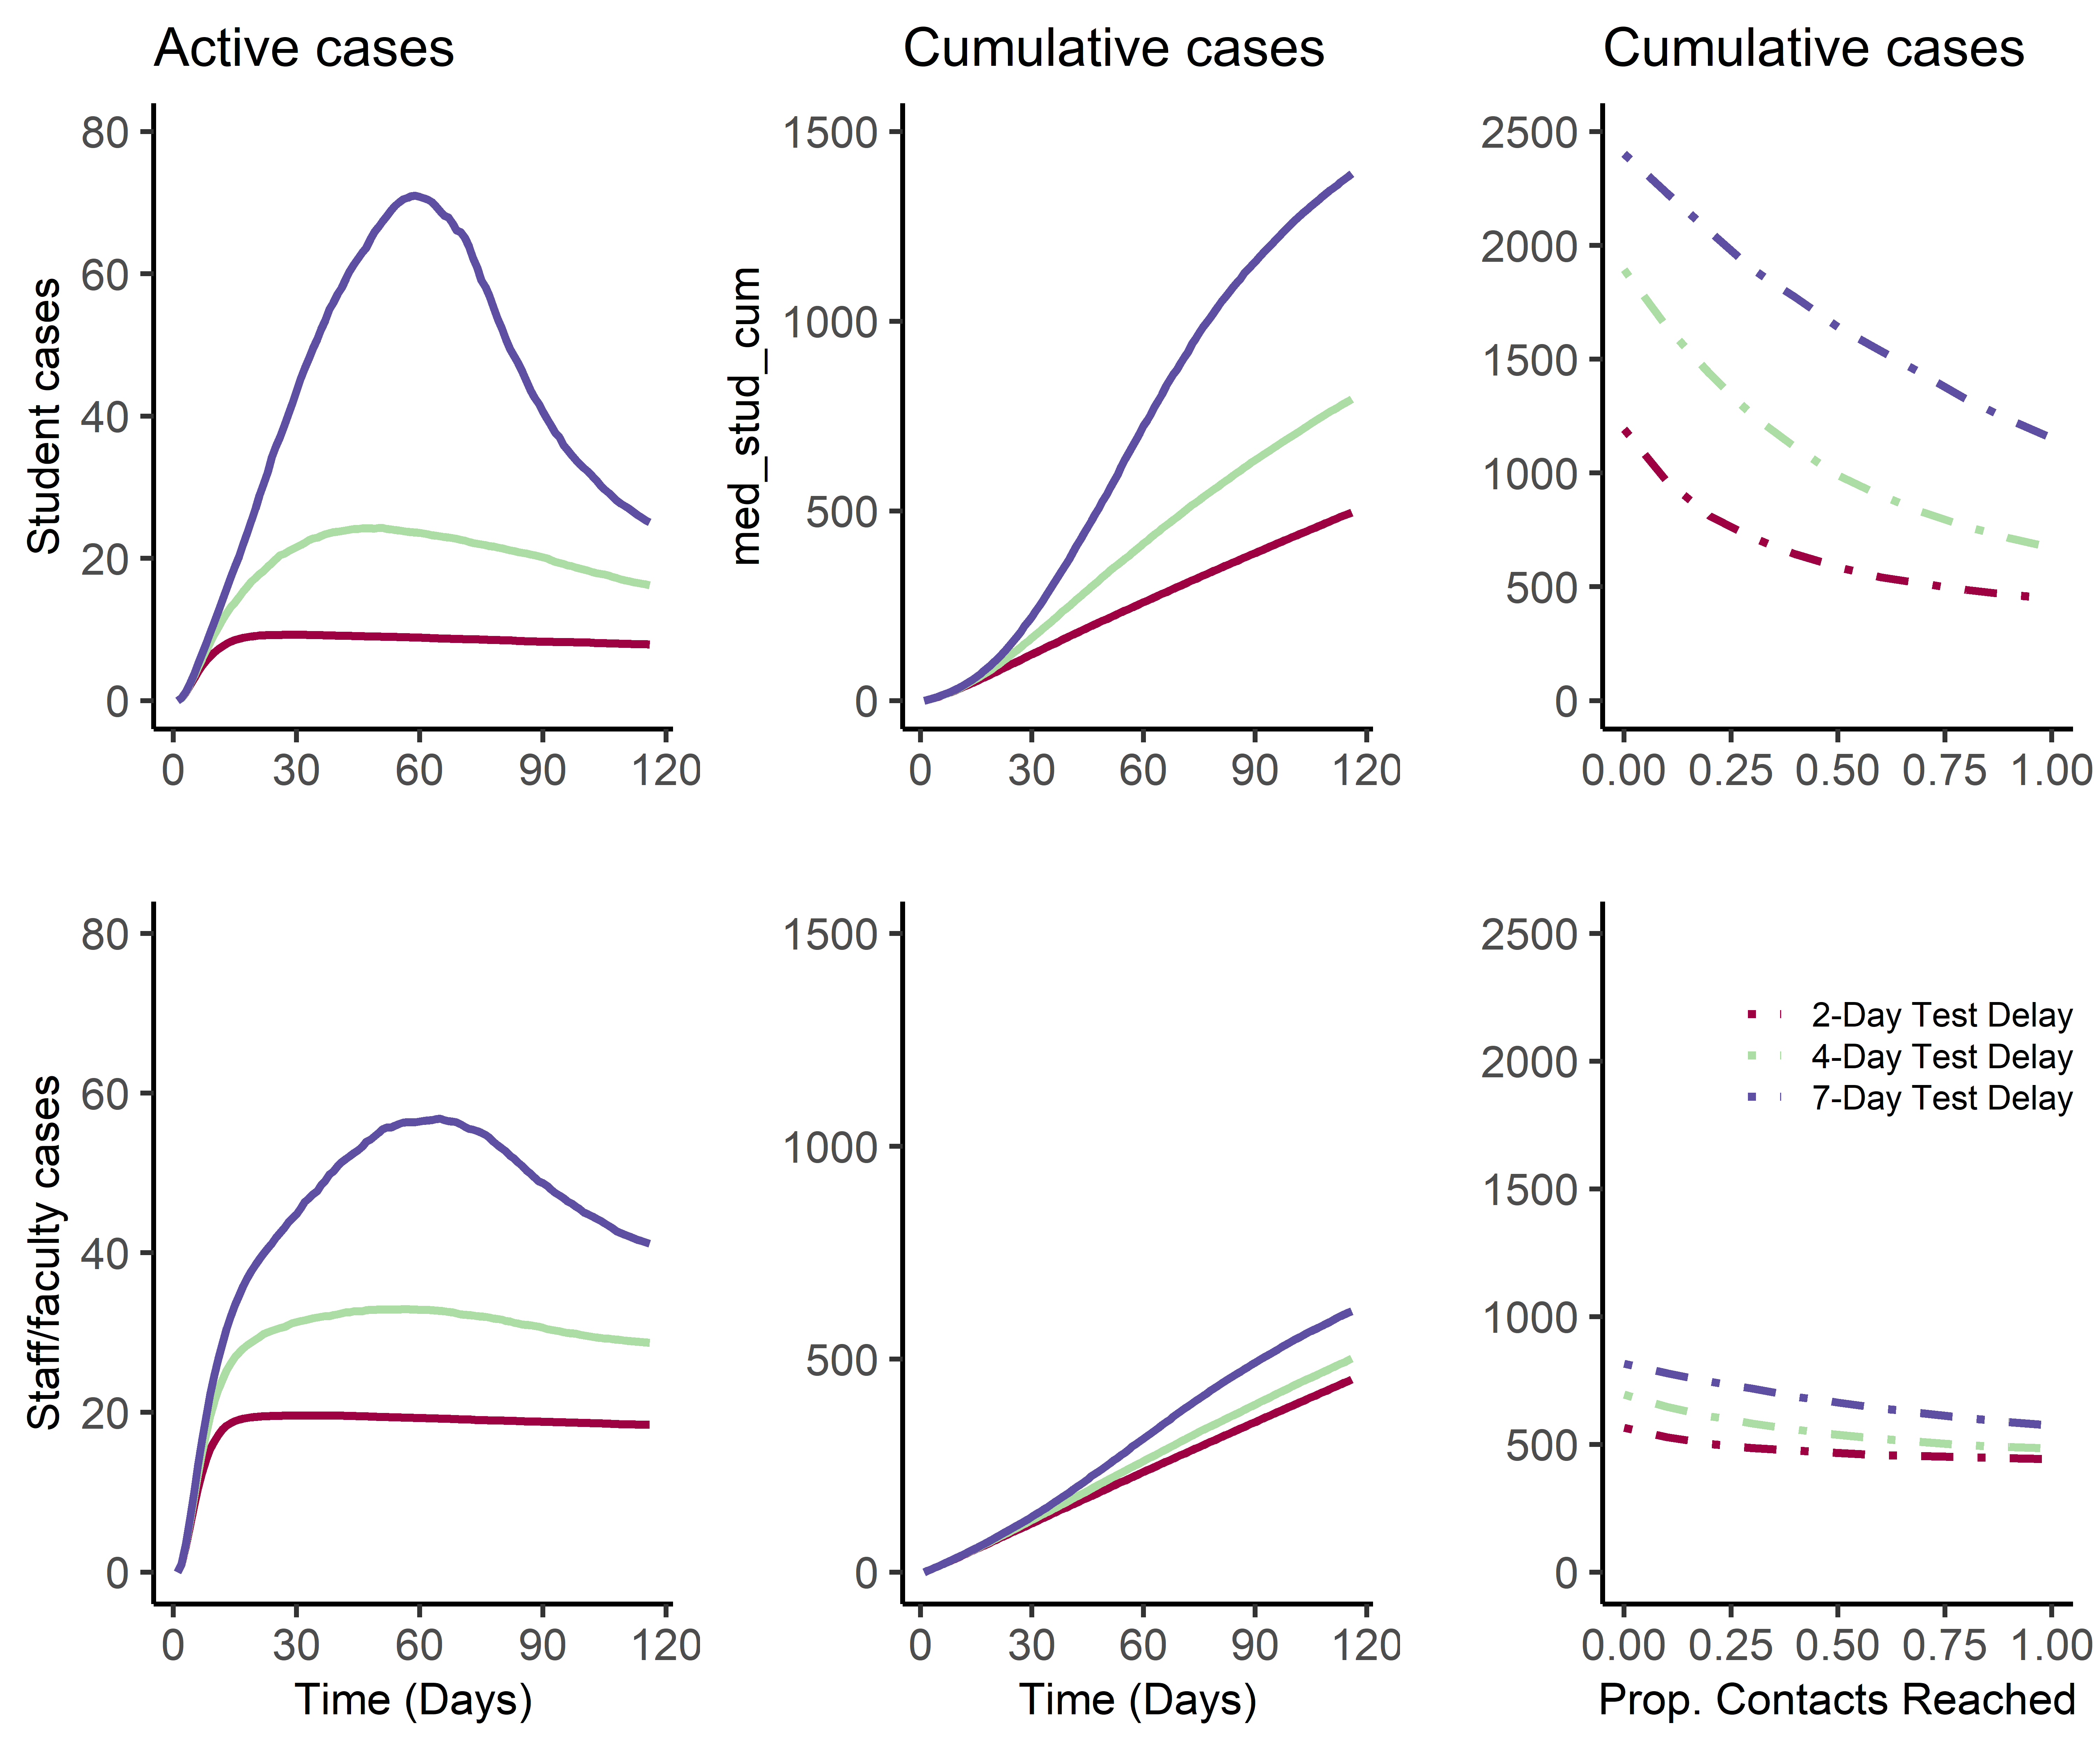 Active cases
Cumulative cases
Cumulative cases
Student cases
80
60
40
20
0
0 30 60 90 120
med_stud_cum
1500
1000
500
0
0 30 60 90 120
2500
2000
1500
1000
500
0
0.00 0.25 0.50 0.75 1.00
Staff/faculty cases
80
60
40
20
0
0 30 60 90 120
Time (Days)
1500
1000
500
0
0 30 60 90 120
Time (Days)
2500
2000
1500
1000
500
0
2-Day Test Delay
4-Day Test Delay
7-Day Test Delay
0.00 0.25 0.50 0.75 1.00
Prop. Contacts Reached